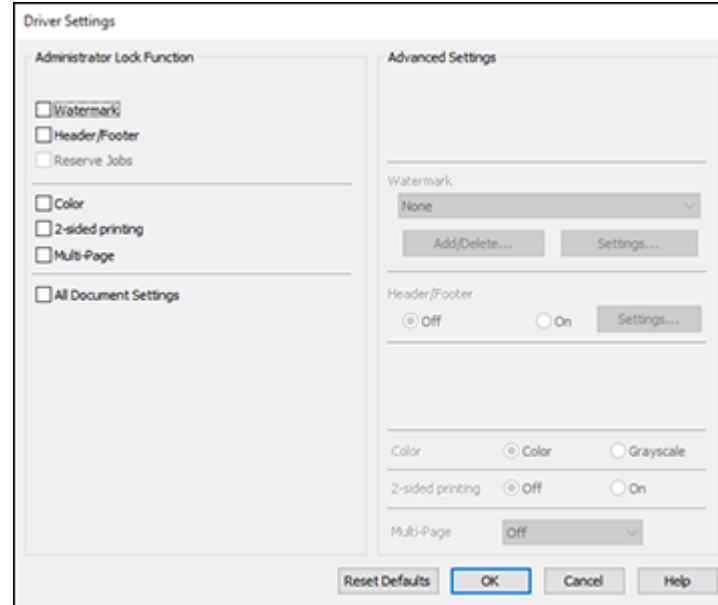 Driver Settings
Administrator Lock Function
Watermark
Header/Footer
Reserve Jobs
Color
2-sided printing
Multi-Page
All Document Settings
Advanced Settings
Watermark
None
Add/Delete... Settings...
Header/Footer
Off On Settings...
Color Color Grayscale
2-sided printing Off On
Multi-Page Off
Reset Defaults OK Cancel Help